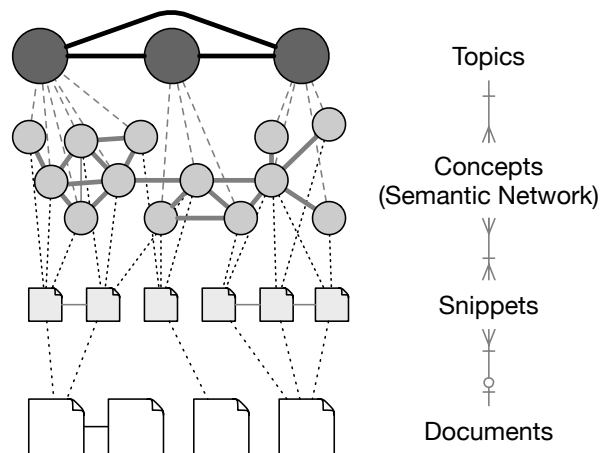 Topics
Concepts
(Semantic Network)
Snippets
Documents